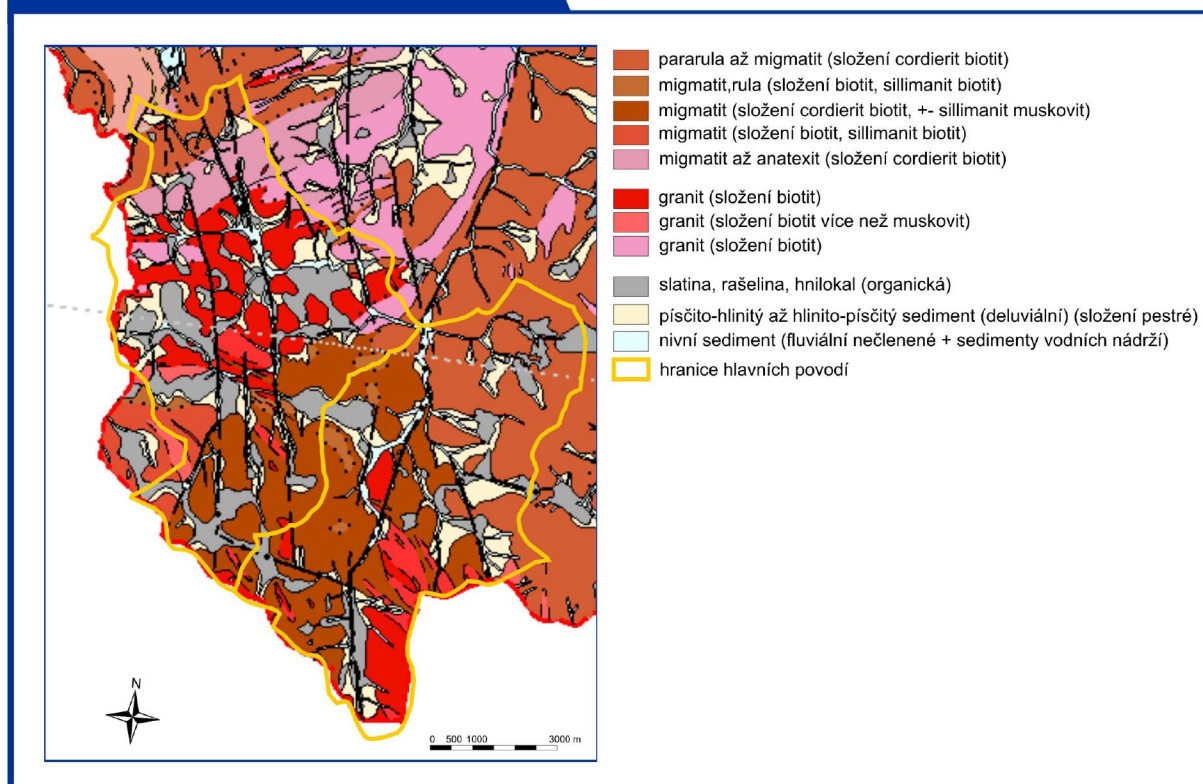 pararula až migmatit (složení cordierit biotit)
migmatit,rula (složení biotit, sillimanit biotit)
migmatit (složení cordierit biotit, +- sillimanit muskovit)
migmatit (složení biotit, sillimanit biotit)
migmatit až anatexit (složení cordierit biotit)
granit (složení biotit)
granit (složení biotit více než muskovit)
granit (složení biotit)
slatina, rašelina, hnilokal (organická)
písčito-hlinitý až hlinito-písčitý sediment (deluviální) (složení pestré)
nivní sediment (fluviální nečlenené + sedimenty vodních nádrží)
hranice hlavních povodí
N
0 500 1000 3000 m